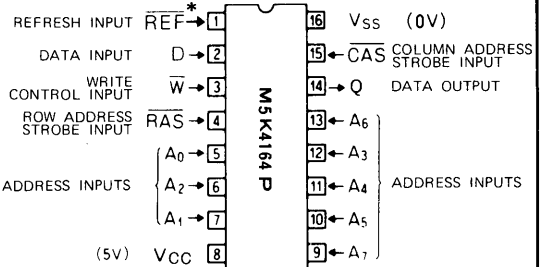 REFRESH INPUT REF* 1 16 VSS (0V)
DATA INPUT D 2 15 CAS COLUMN ADDRESS STROBE INPUT
WRITE CONTROL INPUT W 3 14 Q DATA OUTPUT
ROW ADDRESS STROBE INPUT RAS 4 13 A6
A0 5 12 A3
ADDRESS INPUTS A2 6 11 A4 ADDRESS INPUTS
A1 7 10 A5
(5V) VCC 8 9 A7
M5K4164P